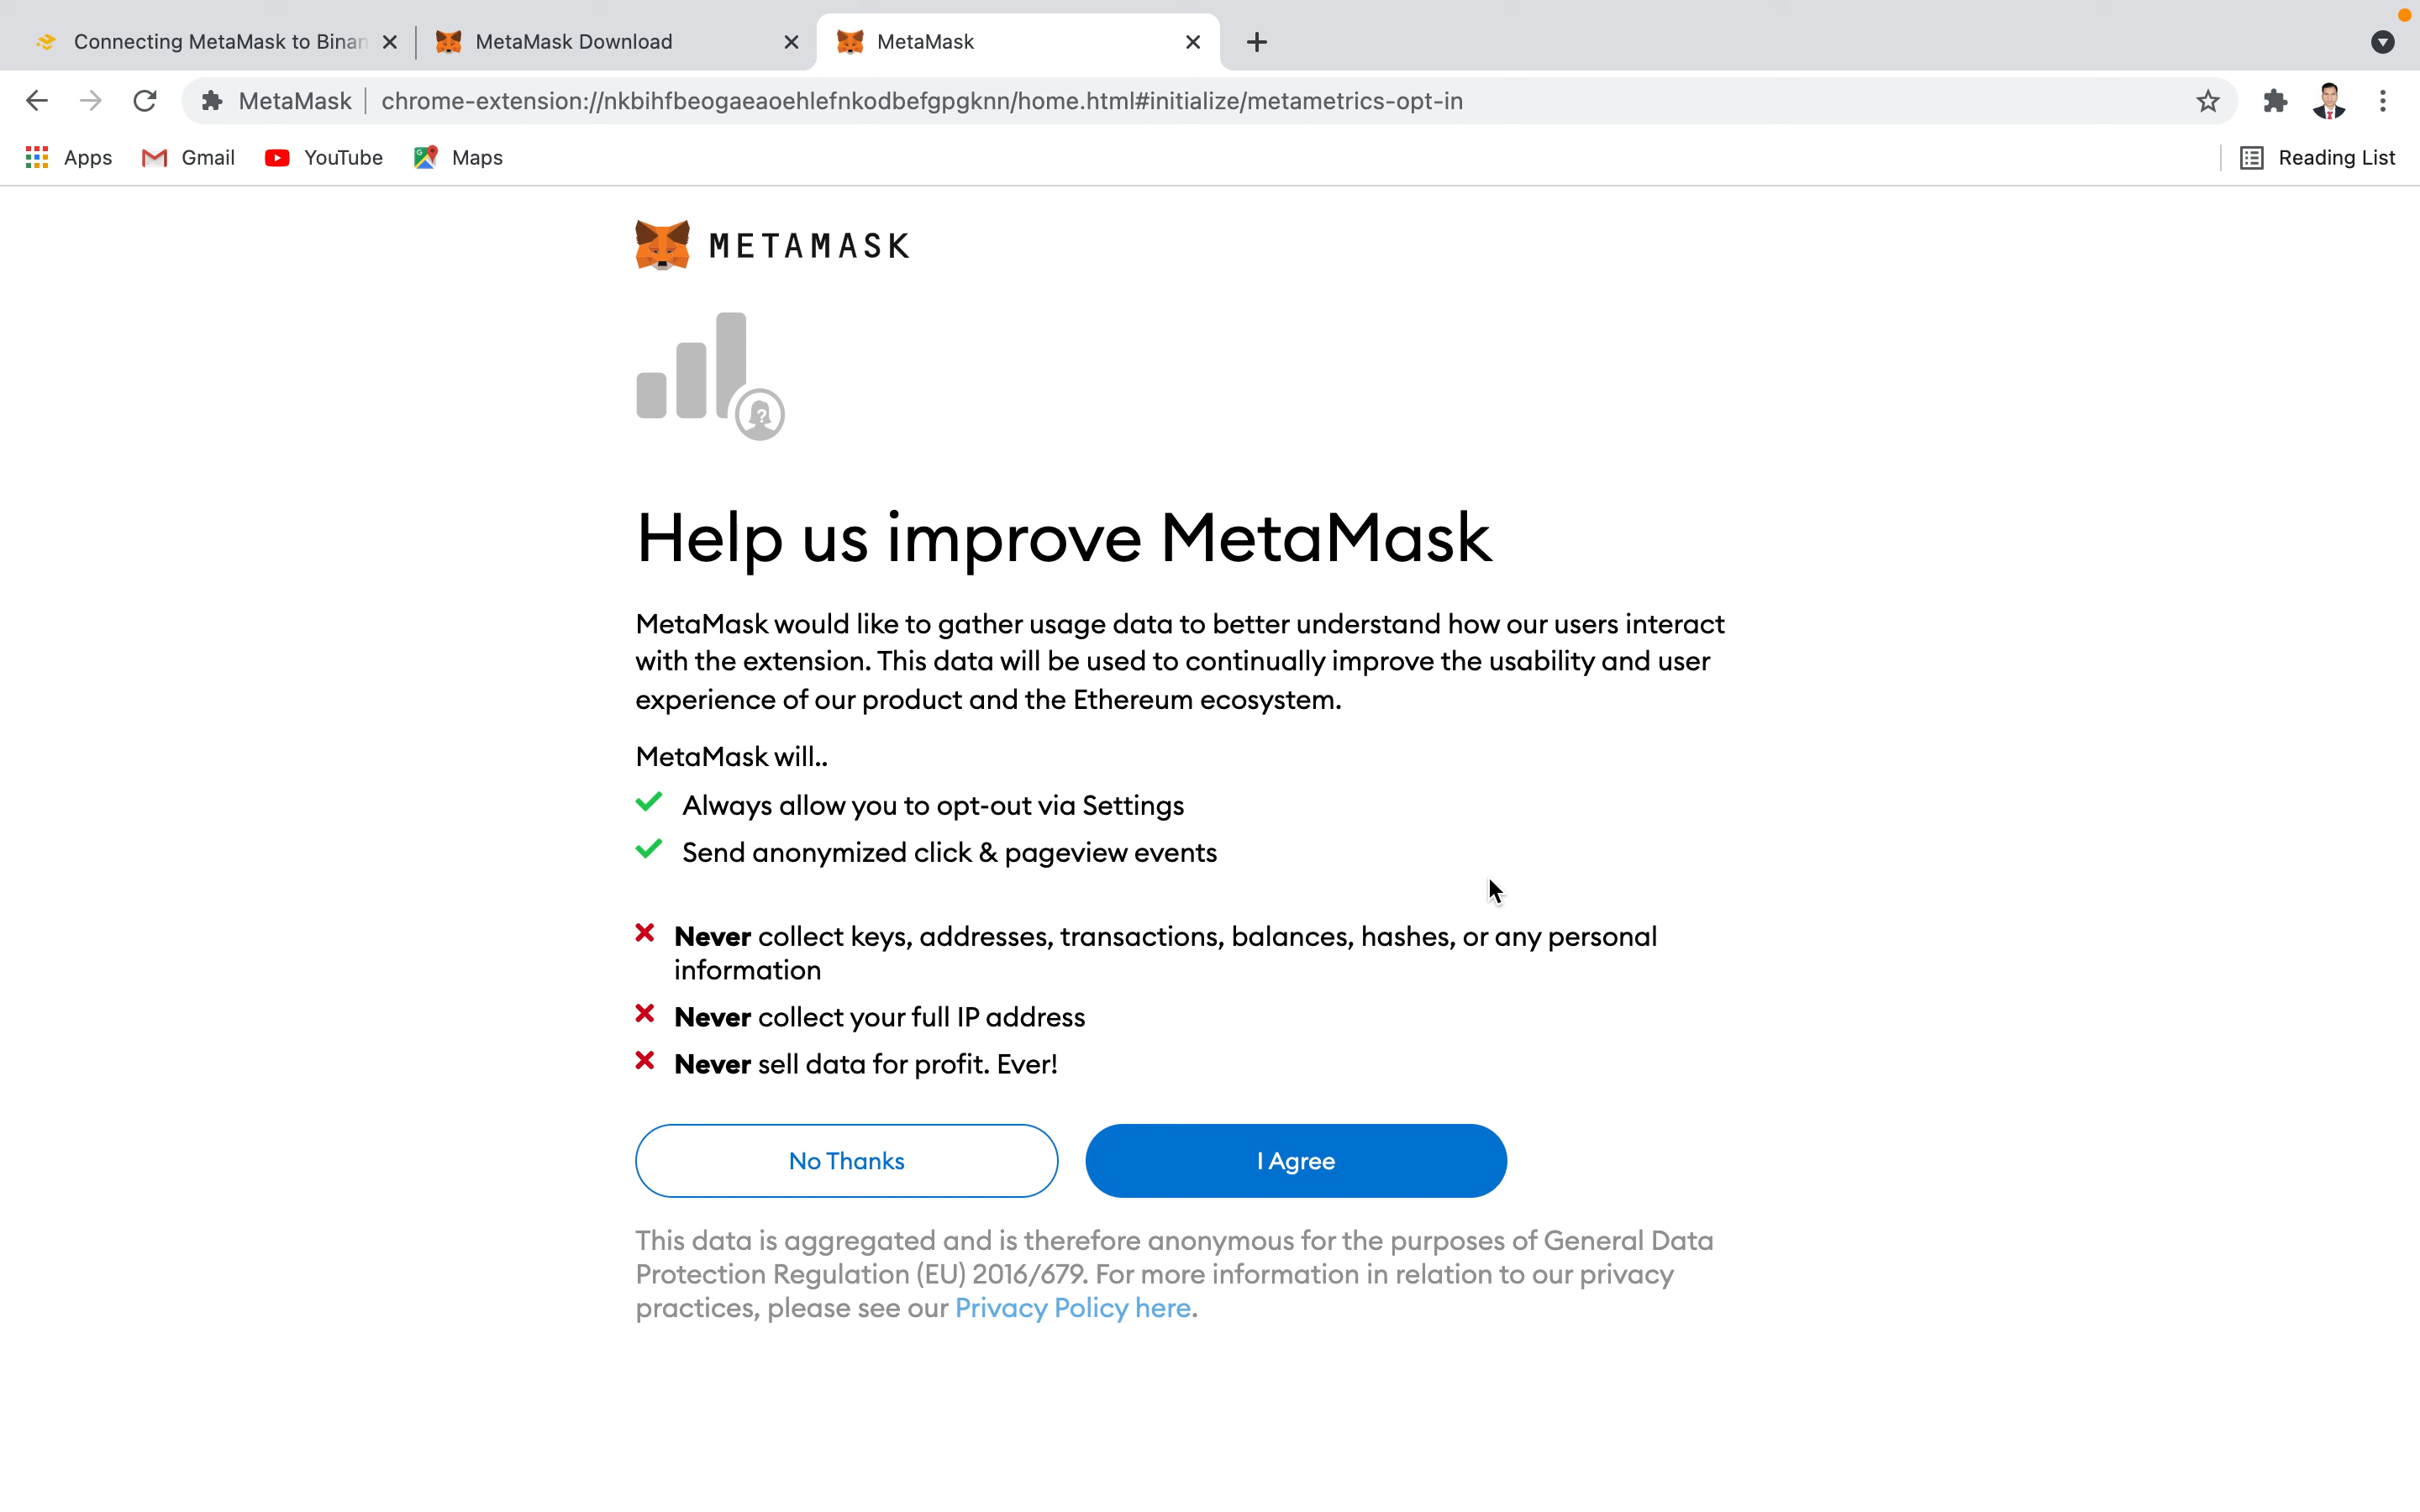 Connecting MetaMask to Binan
MetaMask Download
MetaMask
MetaMask
chrome-extension://nkbihfbeogaeaoehlefnkodbefgpgknn/home.html#initialize/metametrics-opt-in
Apps
Gmail
YouTube
Maps
Reading List
METAMASK
?
Help us improve MetaMask
MetaMask would like to gather usage data to better understand how our users interact
with the extension. This data will be used to continually improve the usability and user
experience of our product and the Ethereum ecosystem.
MetaMask will..
Always allow you to opt-out via Settings
Send anonymized click & pageview events
Never collect keys, addresses, transactions, balances, hashes, or any personal
information
Never collect your full IP address
Never sell data for profit. Ever!
No Thanks
I Agree
This data is aggregated and is therefore anonymous for the purposes of General Data
Protection Regulation (EU) 2016/679. For more information in relation to our privacy
practices, please see our Privacy Policy here.